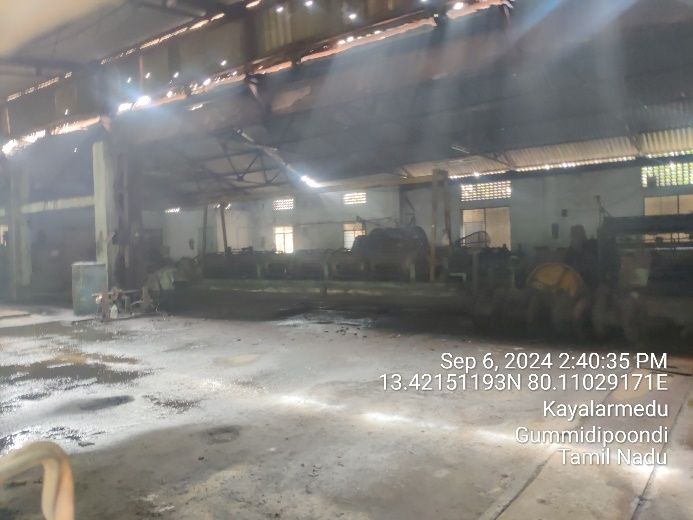 Sep 6, 2024 2:40:35 PM
13.42151193N 80.11029171E
Kayalarmedu
Gummidipoondi
Tamil Nadu